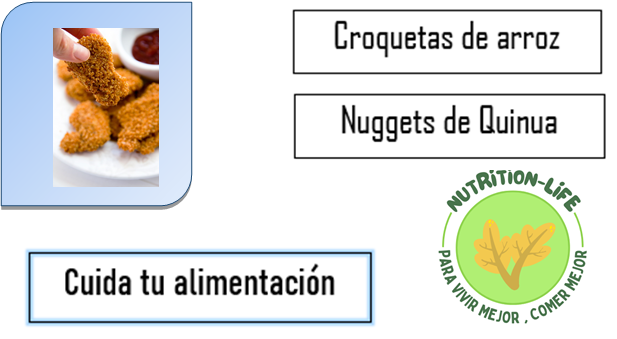 Croquetas de arroz
Nuggets de Quinua
NUTRiTiON-LiFE
PARA VIVIR MEJOR , COMER MEJOR
Cuida tu alimentación